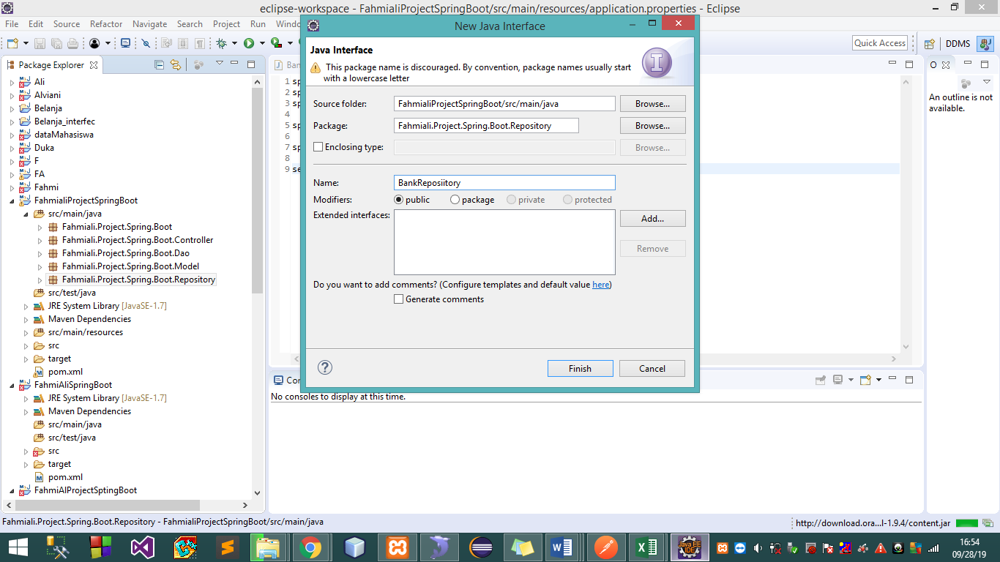 eclipse-workspace - FahmialiProjectSpringBoot/src/main/resources/application.properties - Eclipse
File Edit Source Refactor Navigate Search Project Run Windo
Quick Access
DDMS
Package Explorer
Ali
Alviani
Belanja
Belanja_interfec
dataMahasiswa
Duka
F
FA
Fahmi
FahmialiProjectSpringBoot
src/main/java
Fahmiali.Project.Spring.Boot
Fahmiali.Project.Spring.Boot.Controller
Fahmiali.Project.Spring.Boot.Dao
Fahmiali.Project.Spring.Boot.Model
Fahmiali.Project.Spring.Boot.Repository
src/test/java
JRE System Library [JavaSE-1.7]
Maven Dependencies
src/main/resources
src
target
pom.xml
FahmiAliSpringBoot
JRE System Library [JavaSE-1.7]
Maven Dependencies
src/main/java
src/test/java
src
target
pom.xml
FahmiAlProjectSptingBoot
Ban
1 sp
2 sp
3 sp
4
5 sp
6
7 sp
8
9 se
New Java Interface
Java Interface
This package name is discouraged. By convention, package names usually start
with a lowercase letter
Source folder: FahmialiProjectSpringBoot/src/main/java Browse...
Package: Fahmiali.Project.Spring.Boot.Repository Browse...
Enclosing type: Browse...
Name: BankReposiitory
Modifiers: public package private protected
Extended interfaces: Add...
Remove
Do you want to add comments? (Configure templates and default value here)
Generate comments
Finish Cancel
O
An outline is not
available.
Co
No consoles to display at this time.
Fahmiali.Project.Spring.Boot.Repository - FahmialiProjectSpringBoot/src/main/java
http://download.ora...l-1.9.4/content.jar
Java EE
IDE
16:54
09/28/19